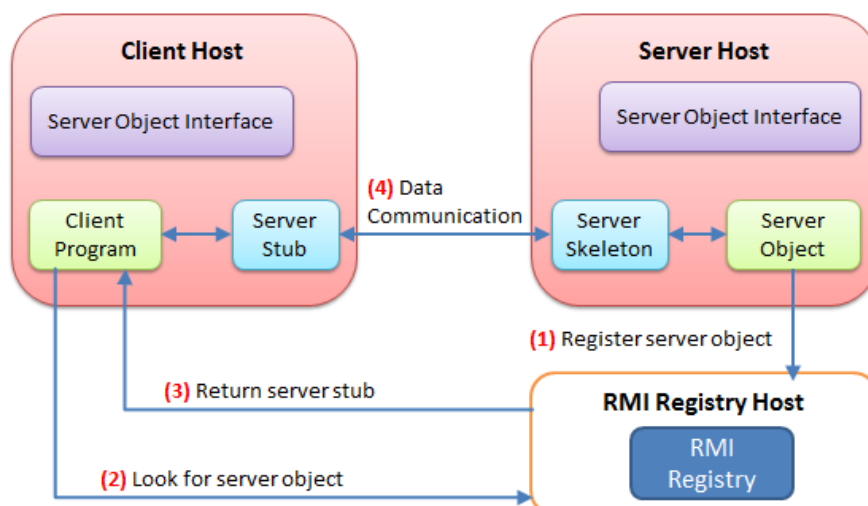 Client Host
Server Object Interface
Client
Program
Server
Stub
(4) Data
Communication
Server Host
Server Object Interface
Server
Skeleton
Server
Object
(1) Register server object
(3) Return server stub
(2) Look for server object
RMI Registry Host
RMI
Registry